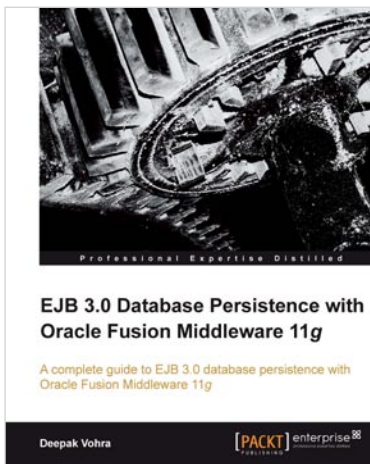 Professional Expertise Distilled
EJB 3.0 Database Persistence with
Oracle Fusion Middleware 11g
A complete guide to EJB 3.0 database persistence with
Oracle Fusion Middleware 11g
Deepak Vohra
[PACKT] enterprise
PUBLISHING